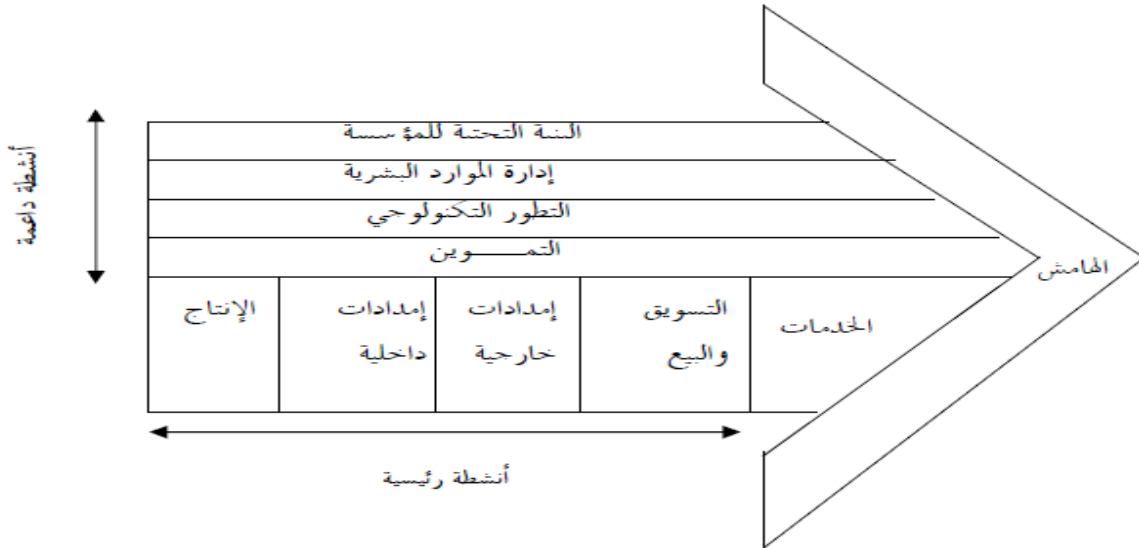 البنية التحتية للمؤسسة
إدارة الموارد البشرية
التطور التكنولوجي
التمـــــوين
أنشطة داعمة
الهامش
الخدمات
التسويق
والبيع
إمدادات
خارجية
إمدادات
داخلية
الإنتاج
أنشطة رئيسية